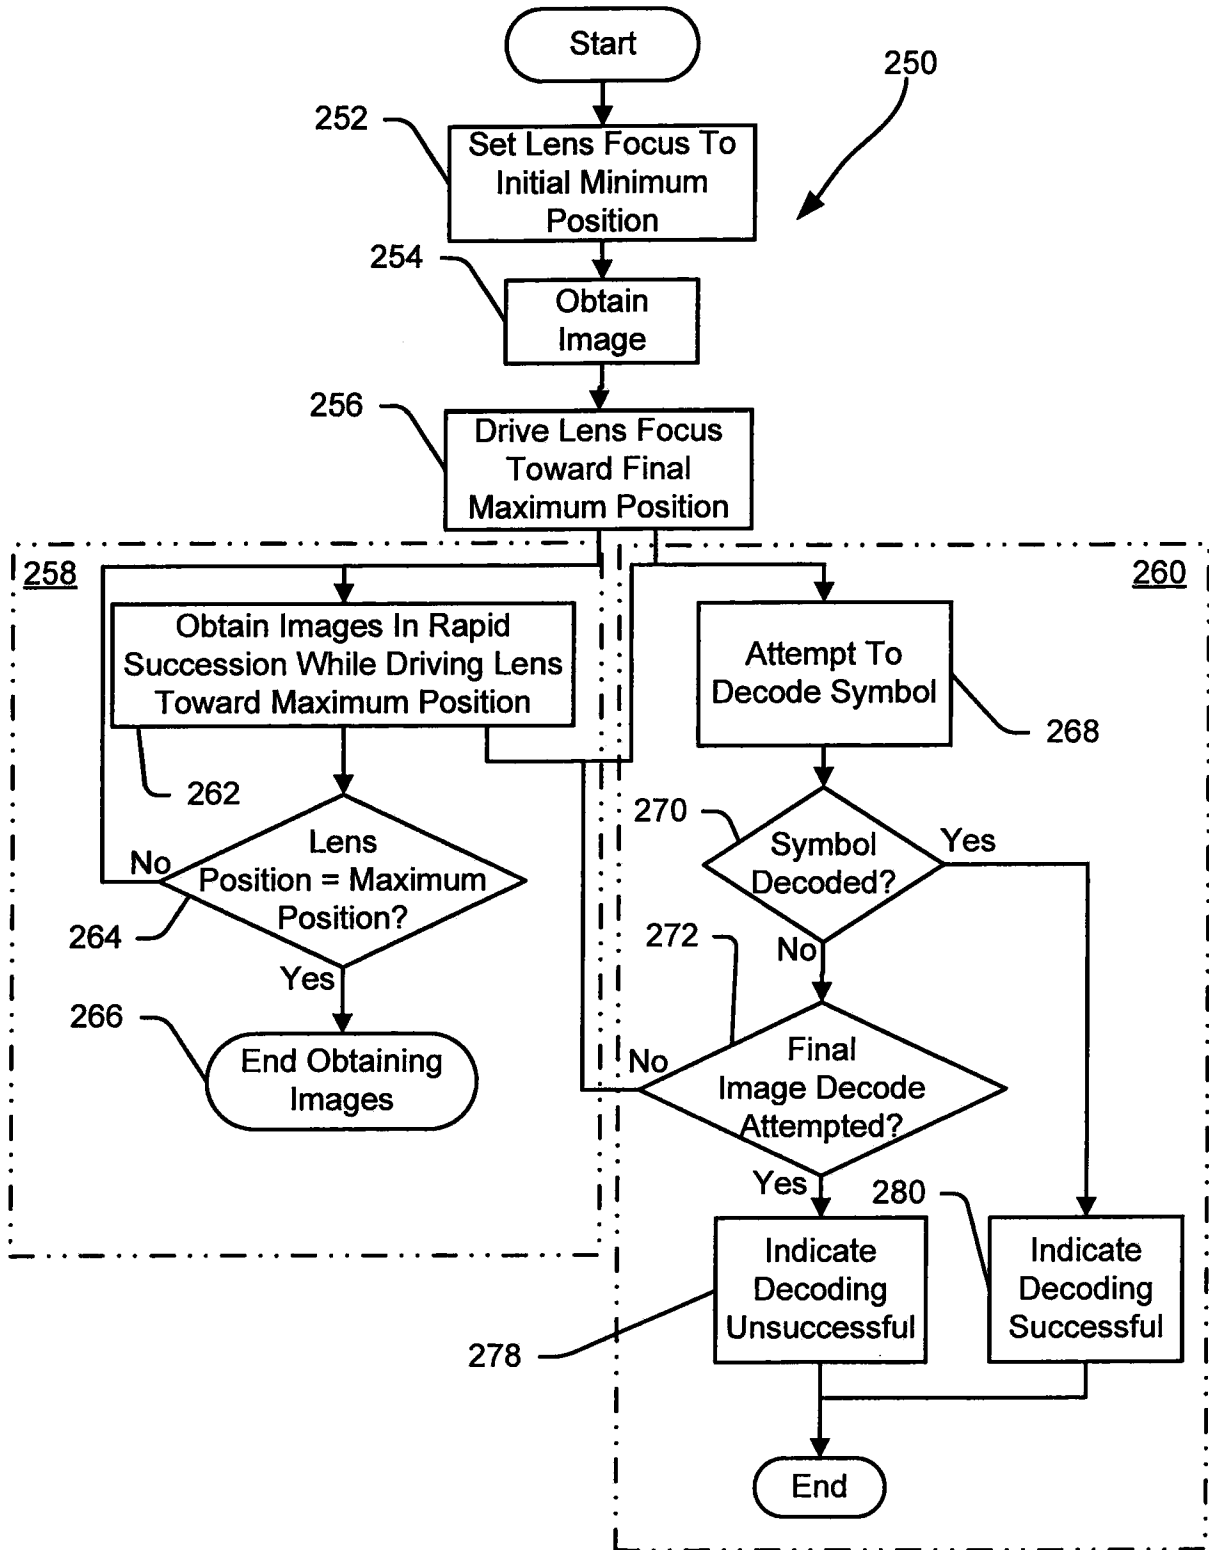 Start
250
252
Set Lens Focus To
Initial Minimum
Position
254
Obtain
Image
256
Drive Lens Focus
Toward Final
Maximum Position
258
Obtain Images In Rapid
Succession While Driving Lens
Toward Maximum Position
262
No
Lens
Position = Maximum
Position?
264
Yes
266
End Obtaining
Images
260
Attempt To
Decode Symbol
268
270
Symbol
Decoded?
Yes
No
272
No
Final
Image Decode
Attempted?
Yes
280
Indicate
Decoding
Unsuccessful
278
Indicate
Decoding
Successful
End